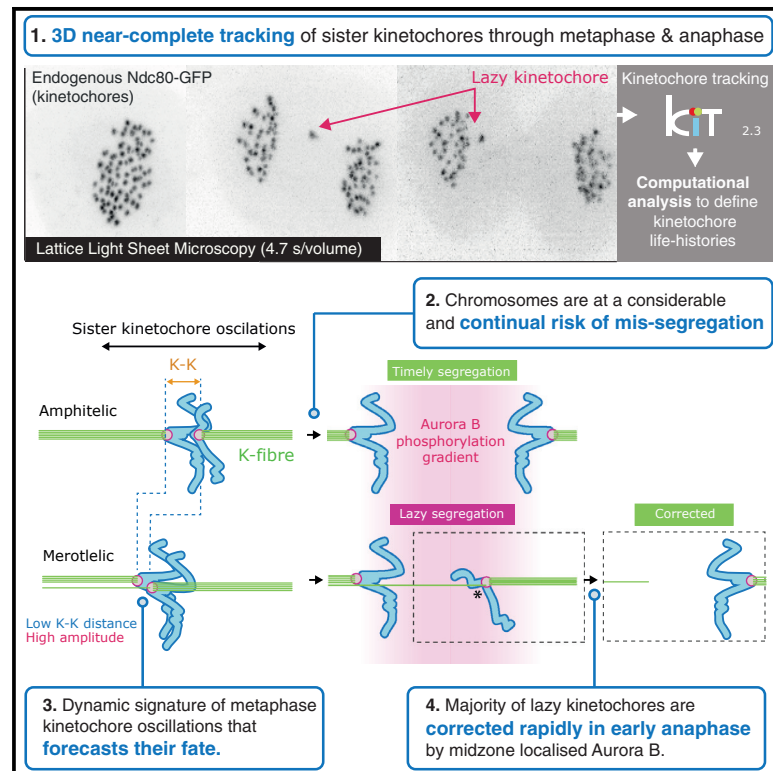 1. 3D near-complete tracking of sister kinetochores through metaphase & anaphase
Endogenous Ndc80-GFP
(kinetochores)
Lazy kinetochore
Kinetochore tracking
KiT
2.3
Computational
analysis to define
kinetochore
life-histories
Lattice Light Sheet Microscopy (4.7 s/volume)
2. Chromosomes are at a considerable
and continual risk of mis-segregation
Sister kinetochore oscilations
K-K
Timely segregation
Amphitelic
K-fibre
Aurora B
phosphorylation
gradient
Lazy segregation
Corrected
Merotlelic
*
Low K-K distance
High amplitude
3. Dynamic signature of metaphase
kinetochore oscillations that
forecasts their fate.
4. Majority of lazy kinetochores are
corrected rapidly in early anaphase
by midzone localised Aurora B.